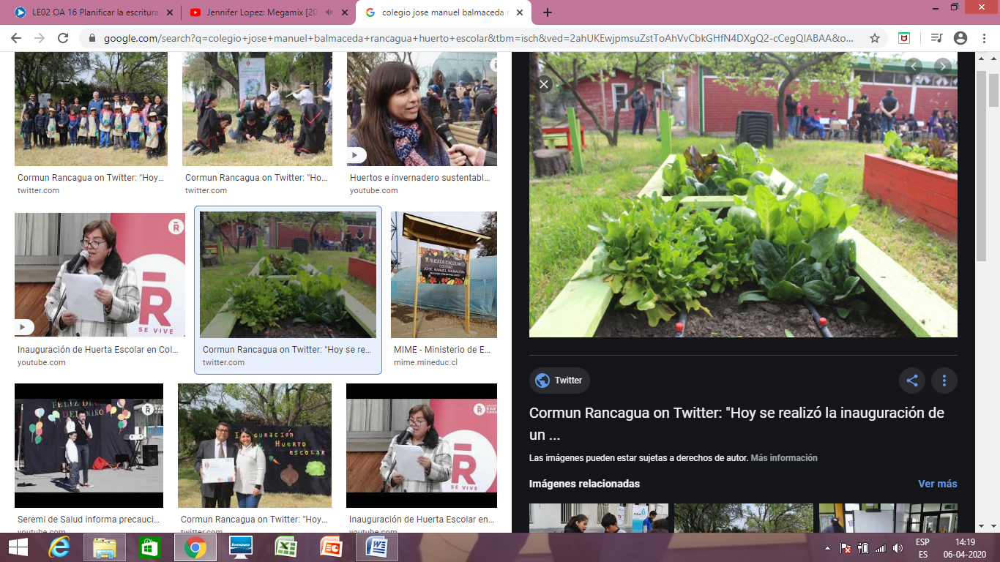 LE02 OA 16 Planificar la escritura
Jennifer Lopez: Megamix [20
colegio jose manuel balmaceda r
google.com/search?q=colegio+jose+manuel+balmaceda+rancagua+huerto+escolar&tbm=isch&ved=2ahUKEwjpmsuZstToAhVvCbkGHfN4DXgQ2-cCegQIABAA&o...
Cormun Rancagua on Twitter: "Hoy...
twitter.com
Cormun Rancagua on Twitter: "Ho...
twitter.com
Huertos e invernadero sustentabl...
youtube.com
R
SE VIVE
HUERTA ESCOLAR
COLEGIO
JOSE MANUEL BALMACEDA
Inauguración de Huerta Escolar en Col...
youtube.com
Cormun Rancagua on Twitter: "Hoy se re...
twitter.com
MIME - Ministerio de E...
mime.mineduc.cl
FELIZ DI
DEL NIÑO
R
Inauguración
Huerto
escolar
R
SE VIVE
Seremi de Salud informa precauci...
youtube.com
Cormun Rancagua on Twitter: "Hoy...
twitter.com
Inauguración de Huerta Escolar en...
youtube.com
Twitter
Cormun Rancagua on Twitter: "Hoy se realizó la inauguración de
un ...
Las imágenes pueden estar sujetas a derechos de autor. Más información
Imágenes relacionadas
Ver más
lenovo
ESP
ES
14:19
06-04-2020